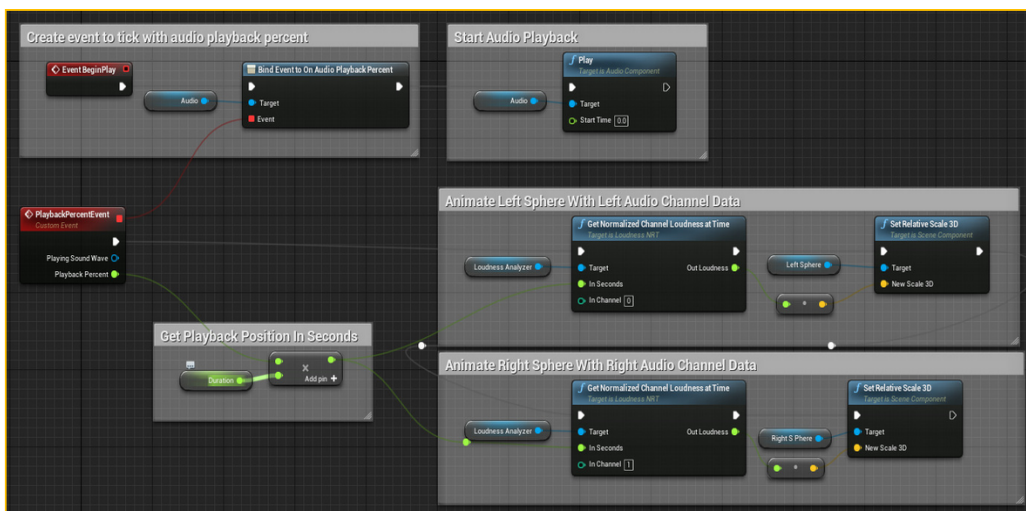 Create event to tick with audio playback percent
EventBeginPlay
Bind Event to On Audio Playback Percent
Audio
Target
Event
Start Audio Playback
Play
Target is Audio Component
Audio
Target
Start Time 0.0
PlaybackPercentEvent
Custom Event
Playing Sound Wave
Playback Percent
Get Playback Position In Seconds
Duration
Add pin +
Animate Left Sphere With Left Audio Channel Data
Get Normalized Channel Loudness at Time
Target is Loudness NRT
Loudness Analyzer
Target
Out Loudness
In Seconds
In Channel 0
Left Sphere
Set Relative Scale 3D
Target is Scene Component
Target
New Scale 3D
Animate Right Sphere With Right Audio Channel Data
Get Normalized Channel Loudness at Time
Target is Loudness NRT
Loudness Analyzer
Target
Out Loudness
In Seconds
In Channel 1
Right S Phere
Set Relative Scale 3D
Target is Scene Component
Target
New Scale 3D